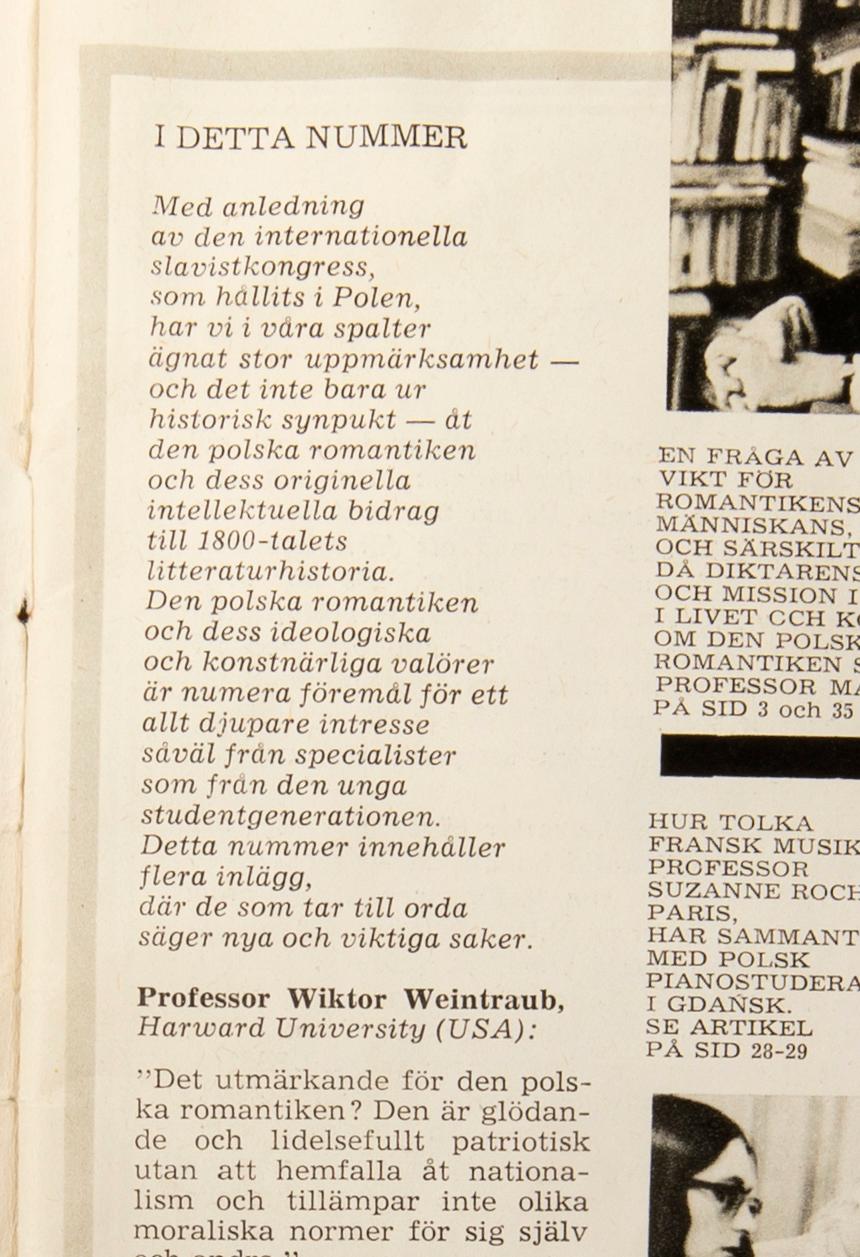 I DETTA NUMMER
Med anledning
av den internationella
slavistkongress,
som hållits i Polen,
har vi i våra spalter
ägnat stor uppmärksamhet —
och det inte bara ur
historisk synpukt — åt
den polska romantiken
och dess originella
intellektuella bidrag
till 1800-talets
litteraturhistoria.
Den polska romantiken
och dess ideologiska
och konstnärliga valörer
är numera föremål för ett
allt djupare intresse
såväl från specialister
som från den unga
studentgenerationen.
Detta nummer innehåller
flera inlägg,
där de som tar till orda
säger nya och viktiga saker.
Professor Wiktor Weintraub,
Harward University (USA):
”Det utmärkande för den pols-
ka romantiken? Den är glödan-
de och lidelsefullt patriotisk
utan att hemfalla åt nationa-
lism och tillämpar inte olika
moraliska normer för sig själv
EN FRÅGA AV
VIKT FÖR
ROMANTIKENS
MÄNNISKANS,
OCH SÄRSKILT
DÅ DIKTARENS
OCH MISSION I
I LIVET CCH
OM DEN POLSK
ROMANTIKEN
PROFESSOR
PÅ SID 3 och 35
HUR TOLKA
FRANSK MUSIK
PRCFESSOR
SUZANNE ROCH
PARIS,
HAR SAMMANT
MED POLSK
PIANOSTUDERA
I GDAŃSK.
SE ARTIKEL
PÅ SID 28-29